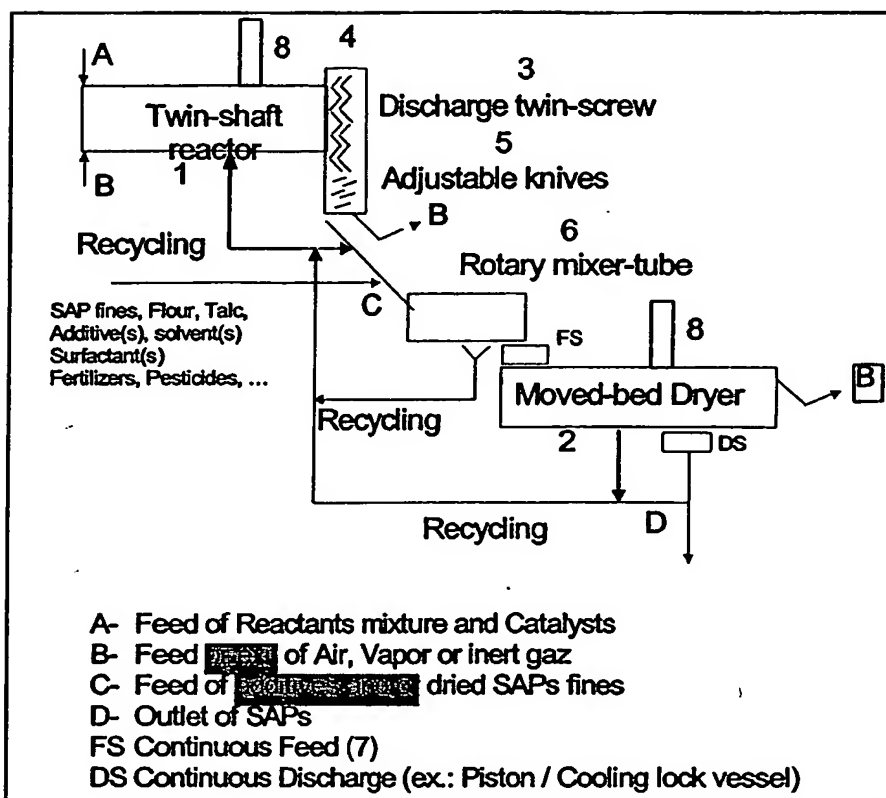 A
8
4
3
Twin-shaft
reactor
Discharge twin-screw
5
Adjustable knives
B
1
B
Recycling
6
Rotary mixer-tube
C
SAP fines, Flour, Talc,
Additive(s), solvent(s)
Surfactant(s)
Fertilizers, Pesticides, ...
FS
8
Moved-bed Dryer
B
Recycling
2
DS
Recycling
D
A- Feed of Reactants mixture and Catalysts
B- Feed of Air, Vapor or inert gaz
C- Feed of dried SAPs fines
D- Outlet of SAPs
FS Continuous Feed (7)
DS Continuous Discharge (ex.: Piston / Cooling lock vessel)